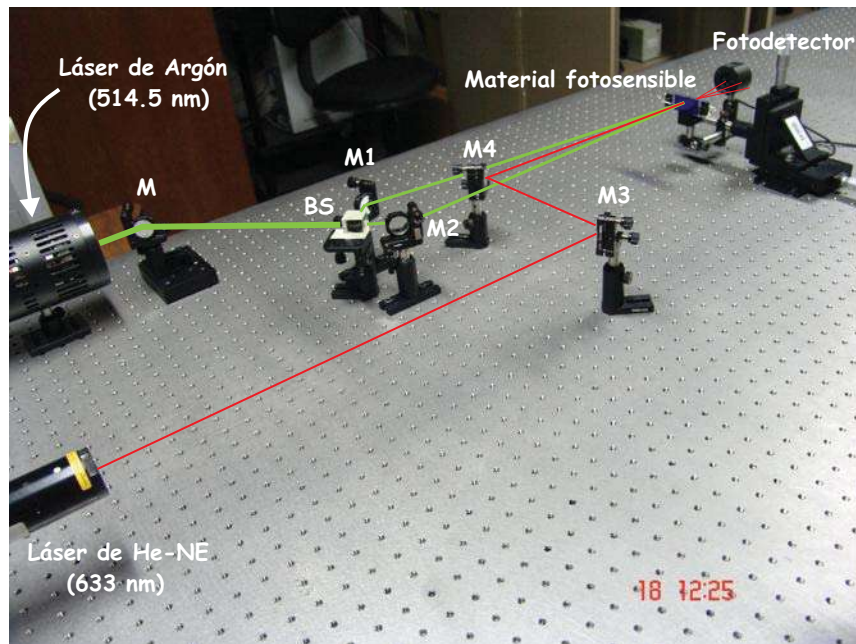 Fotodetector
Láser de Argón
(514.5 nm)
Material fotosensible
M1
M4
M
BS
M3
M2
Láser de He-NE
(633 nm)
18 12:25